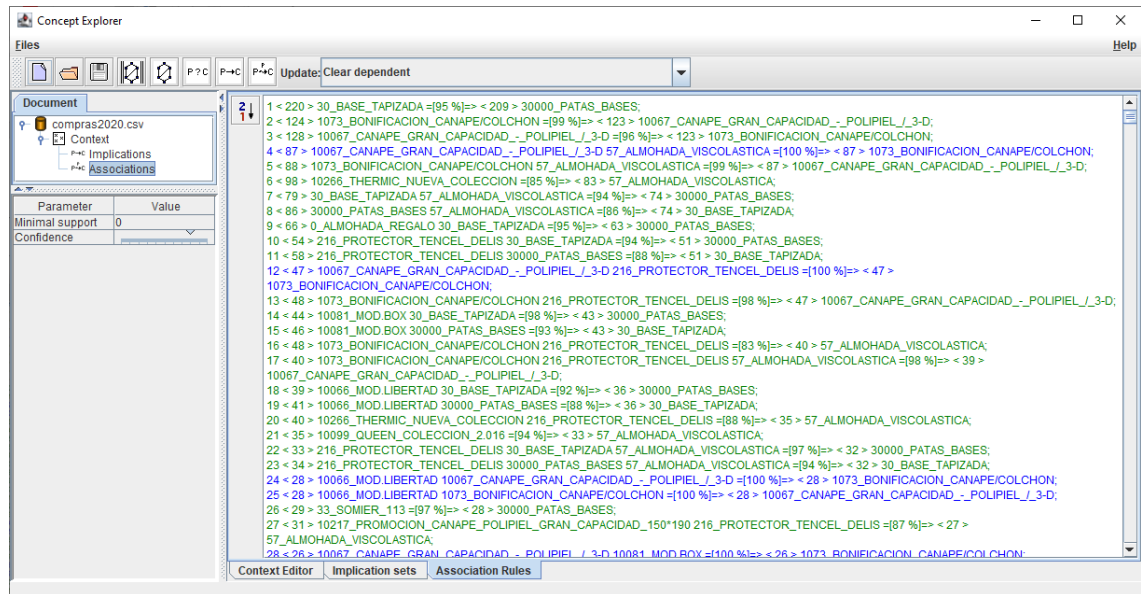 Concept Explorer
Files
Help
P?C
P→C
Update:
Clear dependent
Document
compras2020.csv
Context
Implications
Associations
Parameter
Value
Minimal support
0
Confidence
1 < 220 > 30_BASE_TAPIZADA =[95 %]=> < 209 > 30000_PATAS_BASES;
2 < 124 > 1073_BONIFICACION_CANAPE/COLCHON =[99 %]=> < 123 > 10067_CANAPE_GRAN_CAPACIDAD_-_POLIPIEL_/_3-D;
3 < 128 > 10067_CANAPE_GRAN_CAPACIDAD_-_POLIPIEL_/_3-D =[96 %]=> < 123 > 1073_BONIFICACION_CANAPE/COLCHON;
4 < 87 > 10067_CANAPE_GRAN_CAPACIDAD_-_POLIPIEL_/_3-D 57_ALMOHADA_VISCOLASTICA =[100 %]=> < 87 > 1073_BONIFICACION_CANAPE/COLCHON;
5 < 88 > 1073_BONIFICACION_CANAPE/COLCHON 57_ALMOHADA_VISCOLASTICA =[99 %]=> < 87 > 10067_CANAPE_GRAN_CAPACIDAD_-_POLIPIEL_/_3-D;
6 < 98 > 10266_THERMIC_NUEVA_COLECCION =[85 %]=> < 83 > 57_ALMOHADA_VISCOLASTICA;
7 < 79 > 30_BASE_TAPIZADA 57_ALMOHADA_VISCOLASTICA =[94 %]=> < 74 > 30000_PATAS_BASES;
8 < 86 > 30000_PATAS_BASES 57_ALMOHADA_VISCOLASTICA =[86 %]=> < 74 > 30_BASE_TAPIZADA;
9 < 66 > 0_ALMOHADA_REGALO 30_BASE_TAPIZADA =[95 %]=> < 63 > 30000_PATAS_BASES;
10 < 54 > 216_PROTECTOR_TENCEL_DELIS 30_BASE_TAPIZADA =[94 %]=> < 51 > 30000_PATAS_BASES;
11 < 58 > 216_PROTECTOR_TENCEL_DELIS 30000_PATAS_BASES =[88 %]=> < 51 > 30_BASE_TAPIZADA;
12 < 47 > 10067_CANAPE_GRAN_CAPACIDAD_-_POLIPIEL_/_3-D 216_PROTECTOR_TENCEL_DELIS =[100 %]=> < 47 >
1073_BONIFICACION_CANAPE/COLCHON;
13 < 48 > 1073_BONIFICACION_CANAPE/COLCHON 216_PROTECTOR_TENCEL_DELIS =[98 %]=> < 47 > 10067_CANAPE_GRAN_CAPACIDAD_-_POLIPIEL_/_3-D;
14 < 44 > 10081_MOD.BOX 30_BASE_TAPIZADA =[98 %]=> < 43 > 30000_PATAS_BASES;
15 < 46 > 10081_MOD.BOX 30000_PATAS_BASES =[93 %]=> < 43 > 30_BASE_TAPIZADA;
16 < 48 > 1073_BONIFICACION_CANAPE/COLCHON 216_PROTECTOR_TENCEL_DELIS =[83 %]=> < 40 > 57_ALMOHADA_VISCOLASTICA;
17 < 40 > 1073_BONIFICACION_CANAPE/COLCHON 216_PROTECTOR_TENCEL_DELIS 57_ALMOHADA_VISCOLASTICA =[98 %]=> < 39 >
10067_CANAPE_GRAN_CAPACIDAD_-_POLIPIEL_/_3-D;
18 < 39 > 10066_MOD.LIBERTAD 30_BASE_TAPIZADA =[92 %]=> < 36 > 30000_PATAS_BASES;
19 < 41 > 10066_MOD.LIBERTAD 30000_PATAS_BASES =[88 %]=> < 36 > 30_BASE_TAPIZADA;
20 < 40 > 10266_THERMIC_NUEVA_COLECCION 216_PROTECTOR_TENCEL_DELIS =[88 %]=> < 35 > 57_ALMOHADA_VISCOLASTICA;
21 < 35 > 10099_QUEEN_COLECCION_2.016 =[94 %]=> < 33 > 57_ALMOHADA_VISCOLASTICA;
22 < 33 > 216_PROTECTOR_TENCEL_DELIS 30_BASE_TAPIZADA 57_ALMOHADA_VISCOLASTICA =[97 %]=> < 32 > 30000_PATAS_BASES;
23 < 34 > 216_PROTECTOR_TENCEL_DELIS 30000_PATAS_BASES 57_ALMOHADA_VISCOLASTICA =[94 %]=> < 32 > 30_BASE_TAPIZADA;
24 < 28 > 10066_MOD.LIBERTAD 10067_CANAPE_GRAN_CAPACIDAD_-_POLIPIEL_/_3-D =[100 %]=> < 28 > 1073_BONIFICACION_CANAPE/COLCHON;
25 < 28 > 10066_MOD.LIBERTAD 1073_BONIFICACION_CANAPE/COLCHON =[100 %]=> < 28 > 10067_CANAPE_GRAN_CAPACIDAD_-_POLIPIEL_/_3-D;
26 < 29 > 33_SOMIER_113 =[97 %]=> < 28 > 30000_PATAS_BASES;
27 < 31 > 10217_PROMOCION_CANAPE_POLIPIEL_GRAN_CAPACIDAD_150*190 216_PROTECTOR_TENCEL_DELIS =[87 %]=> < 27 >
57_ALMOHADA_VISCOLASTICA;
28 < 26 > 10067_CANAPE_GRAN_CAPACIDAD_-_POLIPIEL_/_3-D 10081_MOD.BOX =[100 %]=> < 26 > 1073_BONIFICACION_CANAPE/COLCHON;
Context Editor
Implication sets
Association Rules